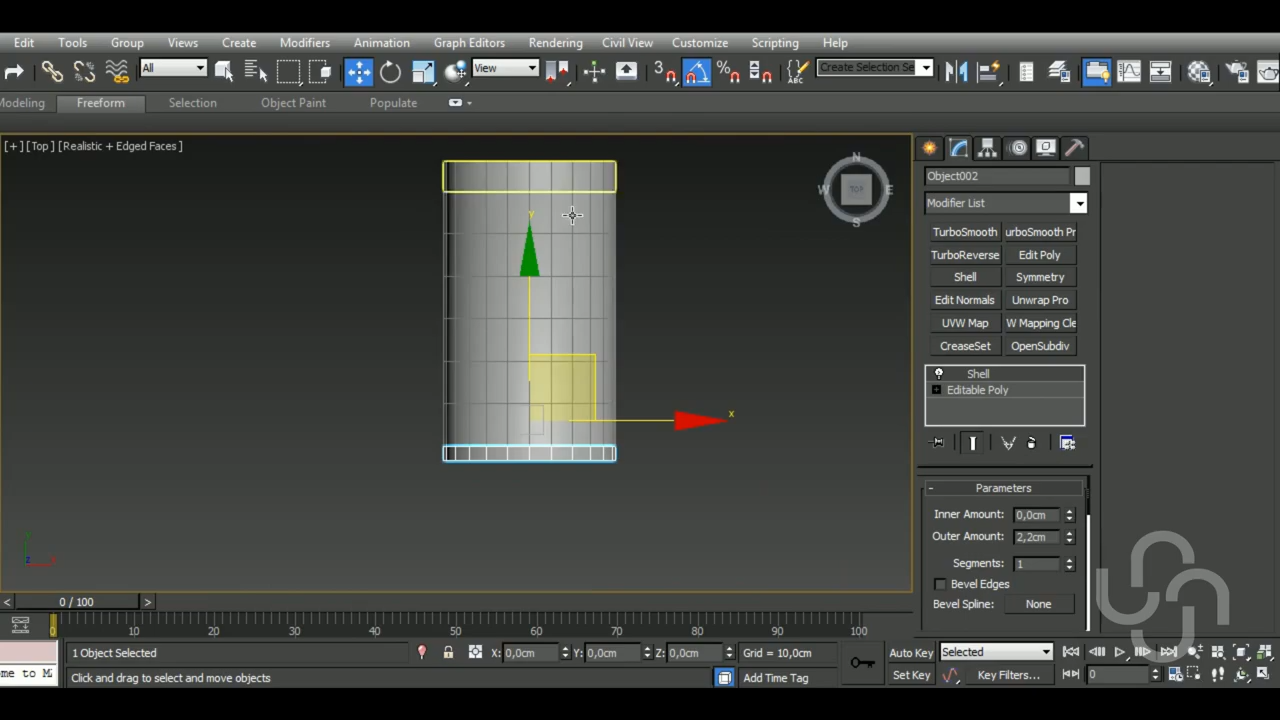 Edit Tools Group Views Create Modifiers Animation Graph Editors Rendering Civil View Customize Scripting Help
All View 3 % ABC Create Selection Se
Modeling Freeform Selection Object Paint Populate
[+] [Top] [Realistic + Edged Faces]
N
W TOP E
S
y
x
Object002
Modifier List
TurboSmooth urboSmooth Pr
TurboReverse Edit Poly
Shell Symmetry
Edit Normals Unwrap Pro
UVW Map W Mapping Cle
CreaseSet OpenSubdiv
Shell
Editable Poly
- Parameters
Inner Amount: 0,0cm
Outer Amount: 2,2cm
Segments: 1
Bevel Edges
Bevel Spline: None
< 0 / 100 >
0 10 20 30 40 50 60 70 80 90 100
1 Object Selected X: 0,0cm Y: 0,0cm Z: 0,0cm Grid = 10,0cm Auto Key Selected
Click and drag to select and move objects Add Time Tag Set Key Key Filters... 0